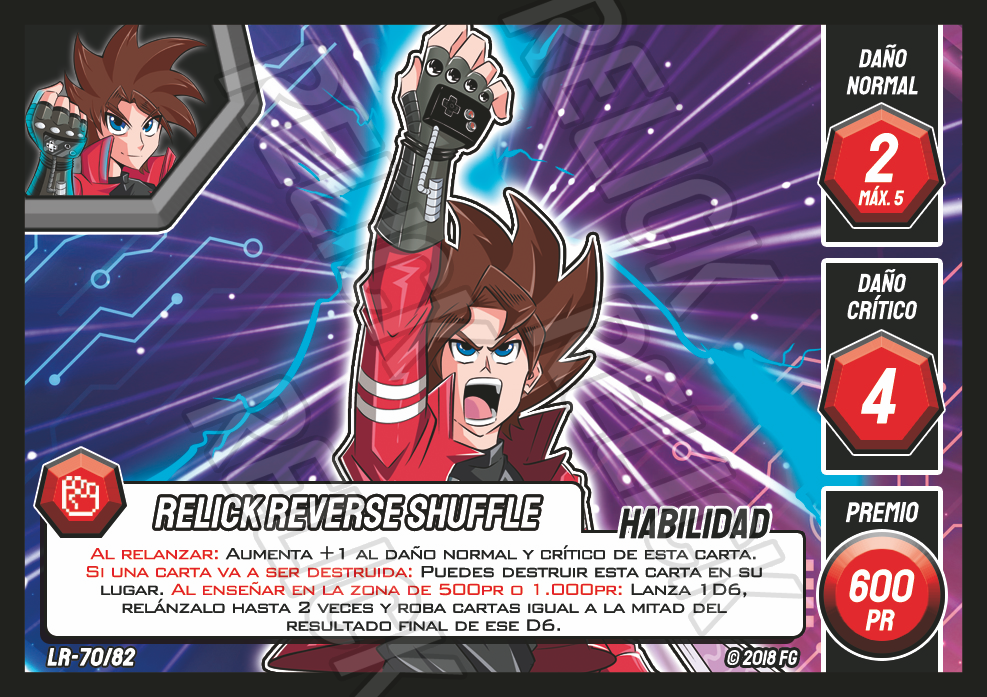 DAÑO
NORMAL
2
MÁX. 5
DAÑO
CRÍTICO
4
PREMIO
600
PR
RELICK REVERSE SHUFFLE
HABILIDAD
Al relanzar: Aumenta +1 al daño normal y crítico de esta carta.
Si una carta va a ser destruida: Puedes destruir esta carta en su
lugar. Al enseñar en la zona de 500pr o 1.000pr: Lanza 1D6,
relánzalo hasta 2 veces y roba cartas igual a la mitad del
resultado final de ese D6.
LR-70/82
© 2018 FG